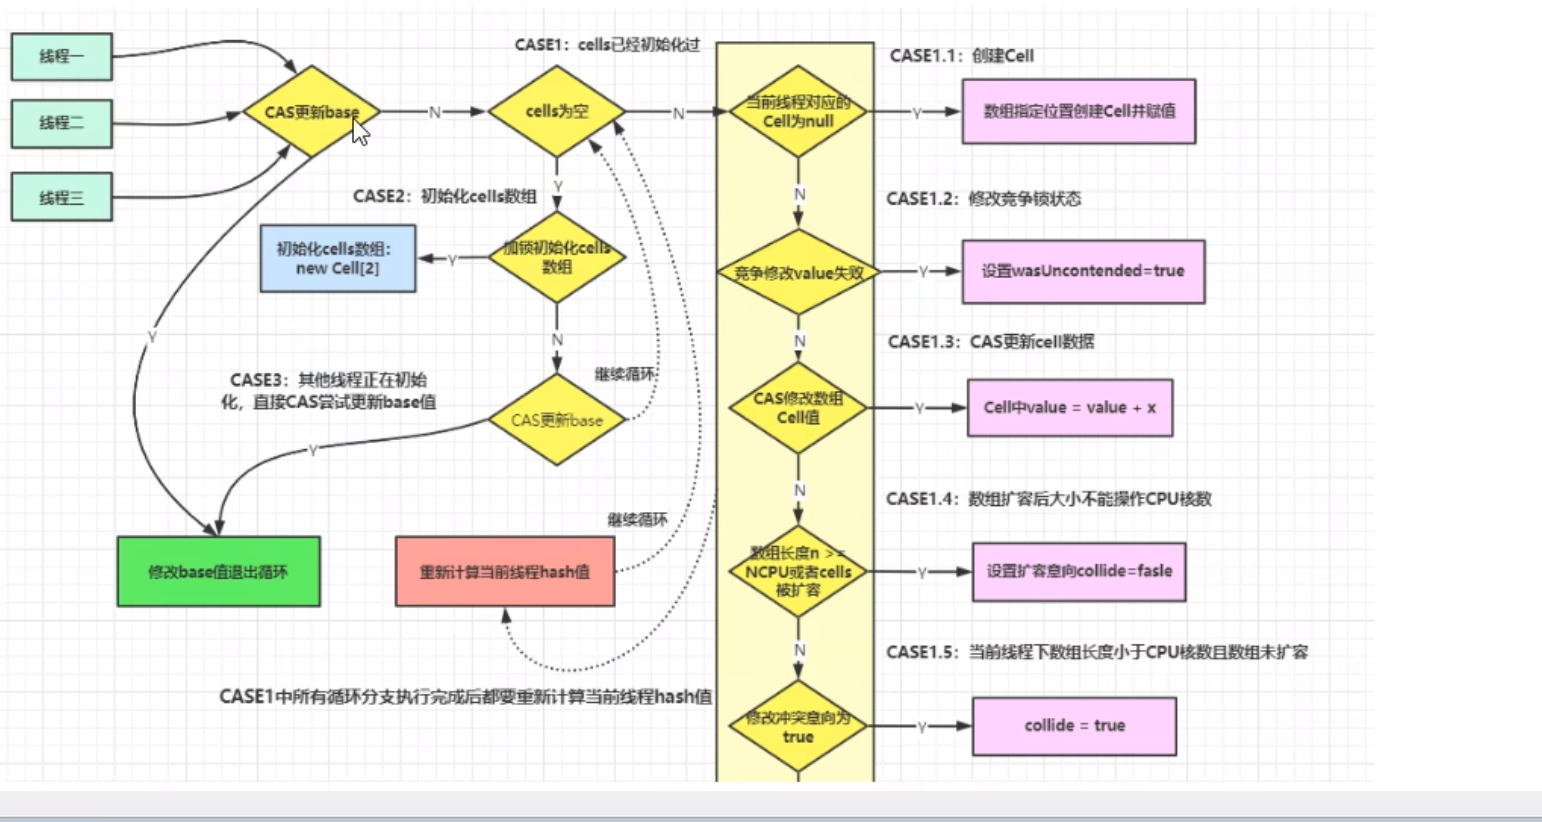 线程一
线程二
线程三
CAS更新base
N
Y
CASE1：cells已经初始化过
cells为空
N
Y
CASE2：初始化cells数组
加锁初始化cells
数组
Y
初始化cells数组：
new Cell[2]
N
CASE3：其他线程正在初始
化，直接CAS尝试更新base值
CAS更新base
Y
继续循环
修改base值退出循环
继续循环
重新计算当前线程hash值
CASE1中所有循环分支执行完成后都要重新计算当前线程hash值
当前线程对应的
Cell为null
Y
CASE1.1：创建Cell
数组指定位置创建Cell并赋值
N
CASE1.2：修改竞争锁状态
竞争修改value失败
Y
设置wasUncontended=true
N
CASE1.3：CAS更新cell数据
CAS修改数组
Cell值
Y
Cell中value = value + x
N
CASE1.4：数组扩容后大小不能操作CPU核数
数组长度n >=
NCPU或者cells
被扩容
Y
设置扩容意向collide=fasle
N
CASE1.5：当前线程下数组长度小于CPU核数且数组未扩容
修改冲突意向为
true
Y
collide = true